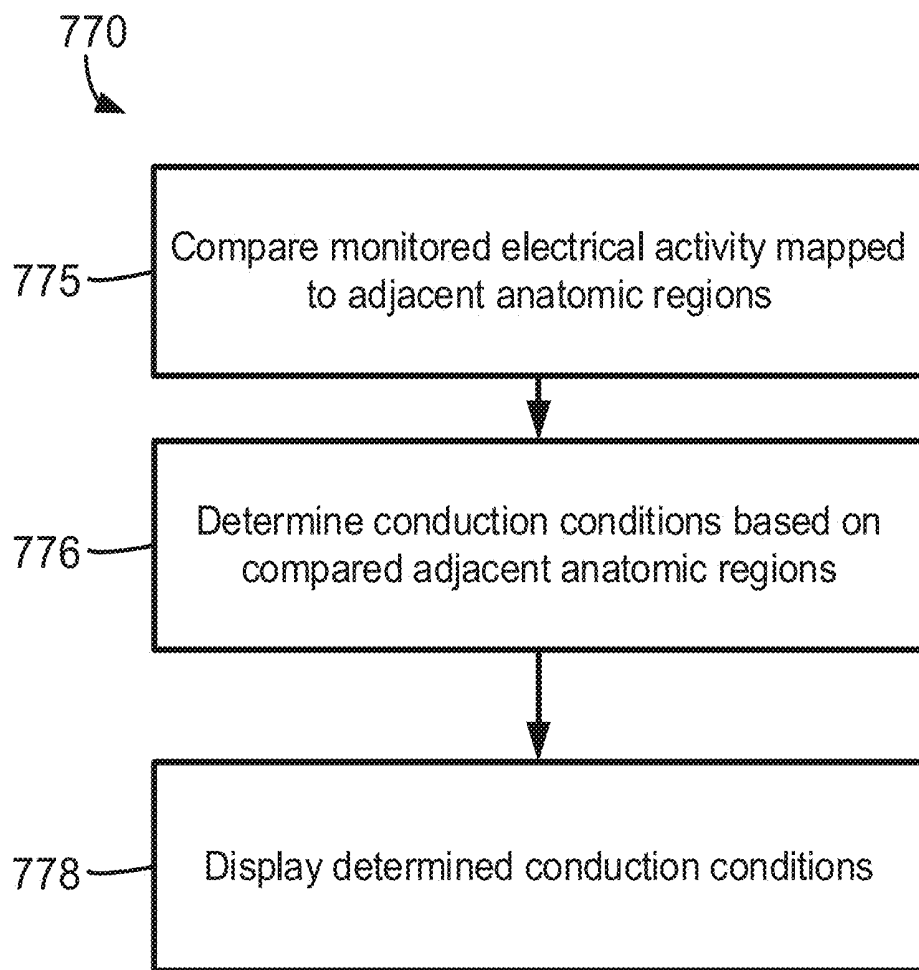 770
775
Compare monitored electrical activity mapped
to adjacent anatomic regions
776
Determine conduction conditions based on
compared adjacent anatomic regions
778
Display determined conduction conditions